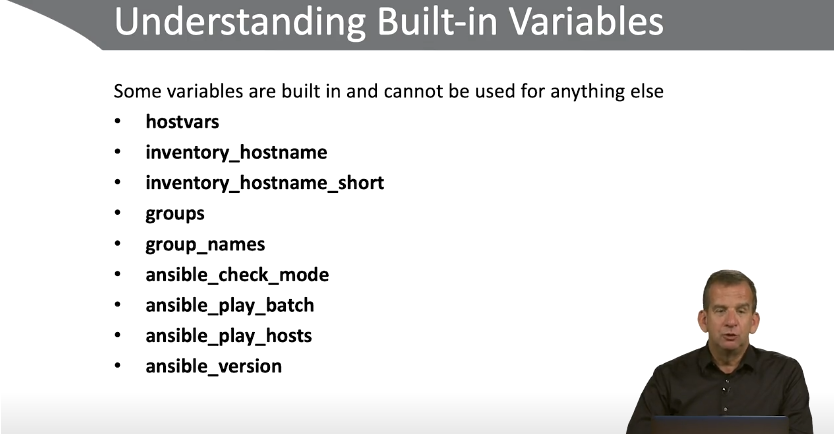 Understanding Built-in Variables
Some variables are built in and cannot be used for anything else
• hostvars
• inventory_hostname
• inventory_hostname_short
• groups
• group_names
• ansible_check_mode
• ansible_play_batch
• ansible_play_hosts
• ansible_version